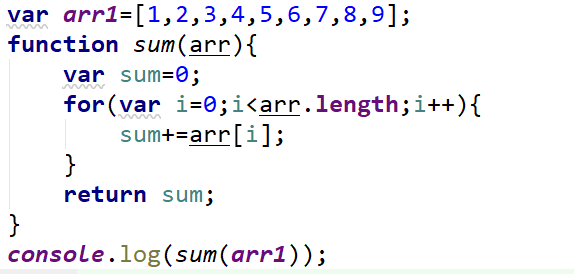 var arr1=[1,2,3,4,5,6,7,8,9];
function sum(arr){
    var sum=0;
    for(var i=0;i<arr.length;i++){
        sum+=arr[i];
    }
    return sum;
}
console.log(sum(arr1));